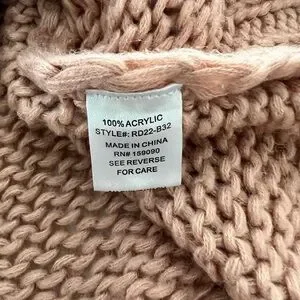 100% ACRYLIC
STYLE#: RD22-B32
MADE IN CHINA
RN# 159090
SEE REVERSE
FOR CARE